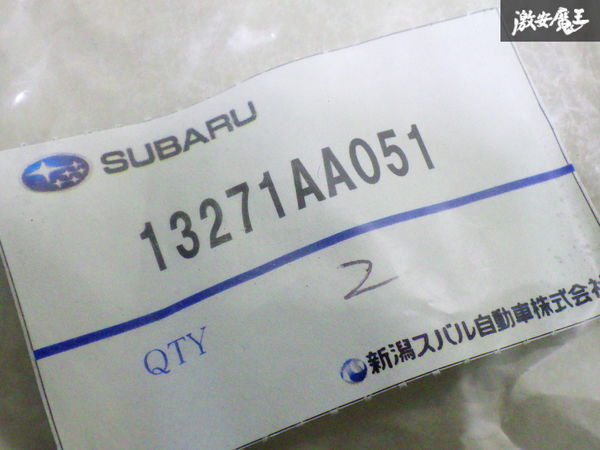 激安魔王
SUBARU
13271AA051
QTY 2
新潟スバル自動車株式会社